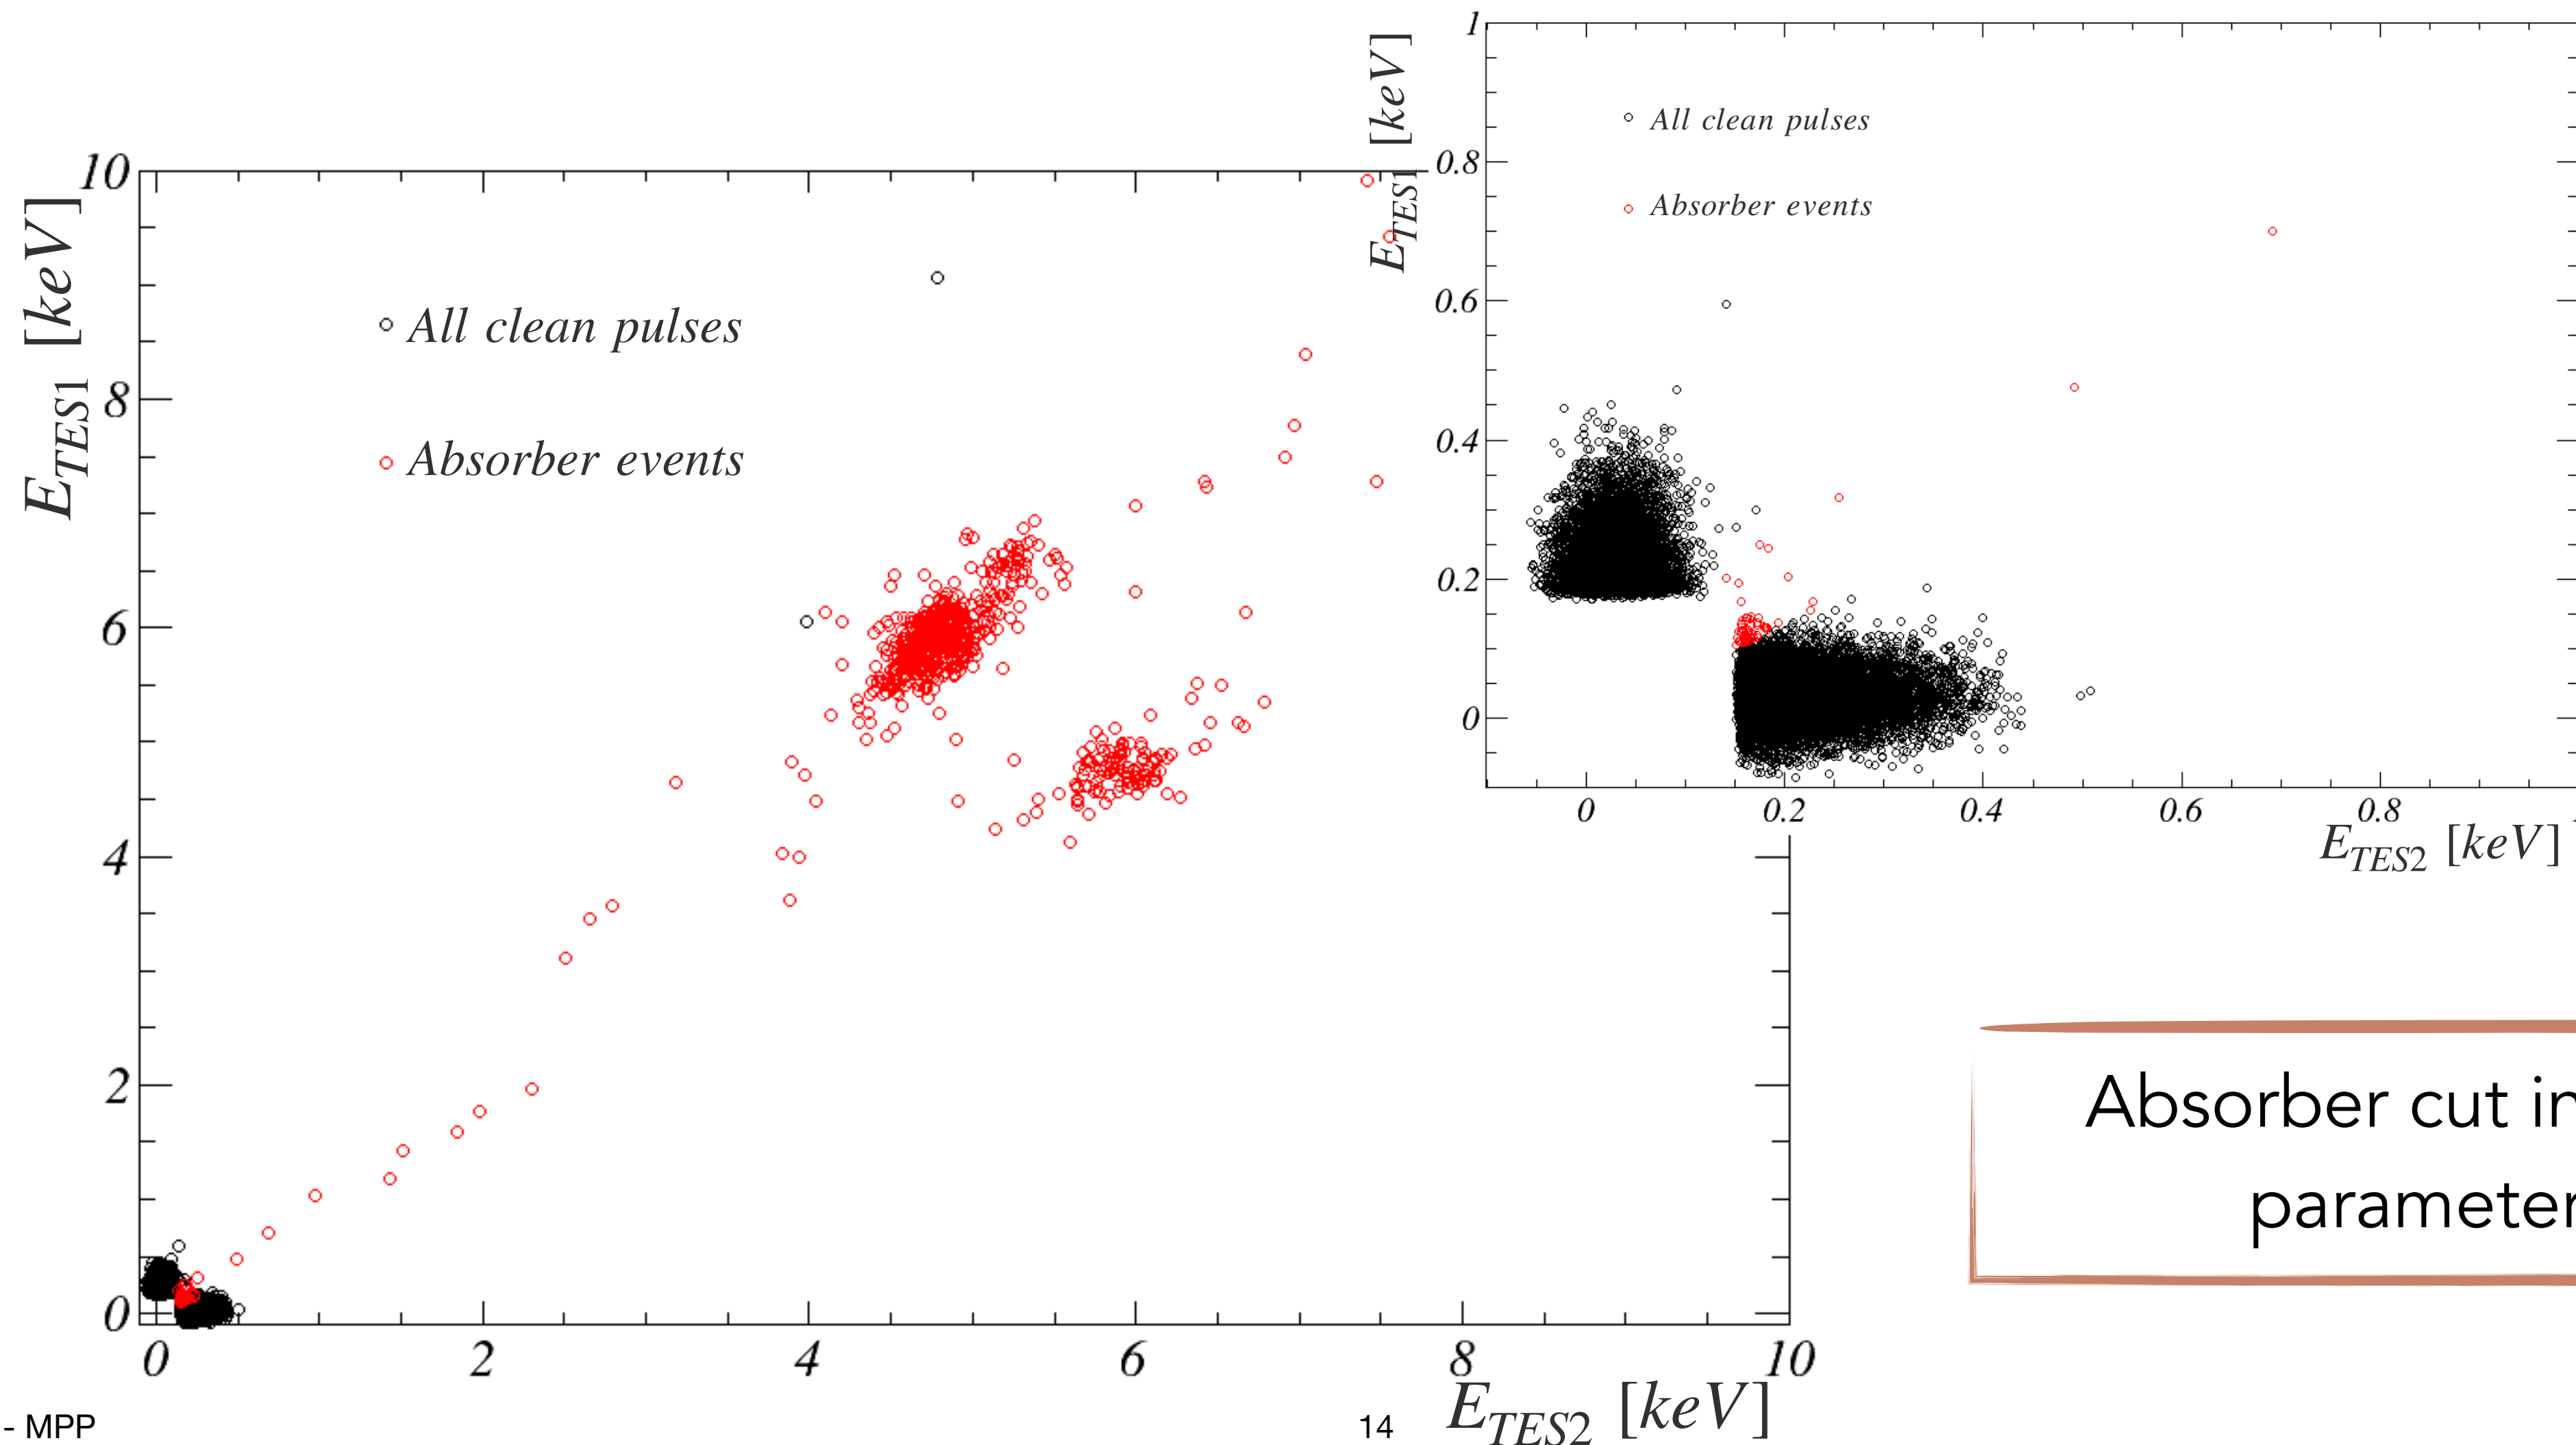 10
8
6
4
2
0
E_TES1 [keV]
All clean pulses
Absorber events
0 2 4 6 8 10
E_TES2 [keV]
1
0.8
0.6
0.4
0.2
0
E_TES1 [keV]
All clean pulses
Absorber events
0 0.2 0.4 0.6 0.8
E_TES2 [keV]
Absorber cut in
parameter
- MPP
14